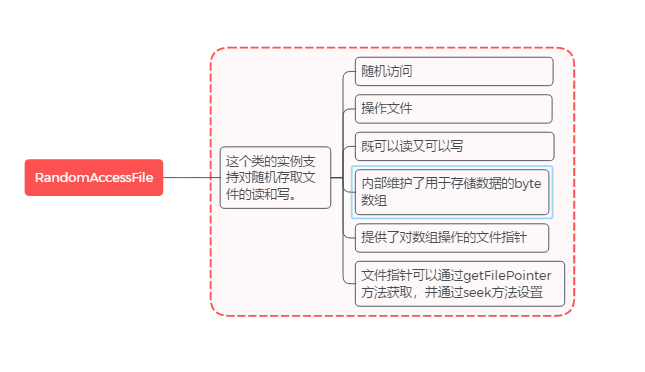 RandomAccessFile
这个类的实例支
持对随机存取文
件的读和写。
随机访问
操作文件
既可以读又可以写
内部维护了用于存储数据的byte
数组
提供了对数组操作的文件指针
文件指针可以通过getFilePointer
方法获取，并通过seek方法设置